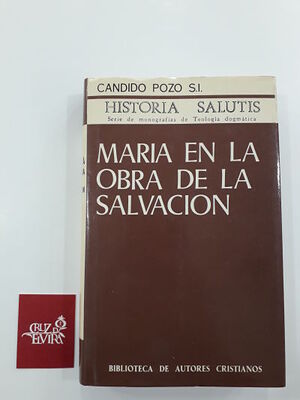 CANDIDO POZO S.I.
HISTORIA SALUTIS
Serie de monografías de Teología dogmática
MARIA EN LA
OBRA DE LA
SALVACION
BIBLIOTECA DE AUTORES CRISTIANOS
CRUZ DE
ELVIRA